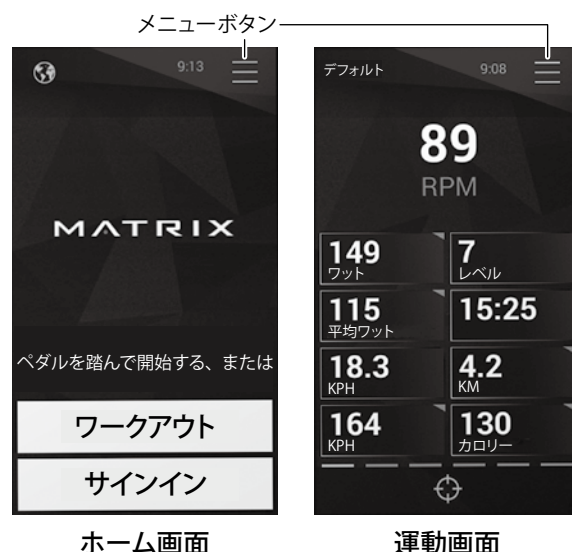 メニューボタン
9:13
MATRIX
ペダルを踏んで開始する、または
ワークアウト
サインイン
ホーム画面
デフォルト
9:08
89
RPM
149
ワット
7
レベル
115
平均ワット
15:25
18.3
KPH
4.2
KM
164
KPH
130
カロリー
運動画面